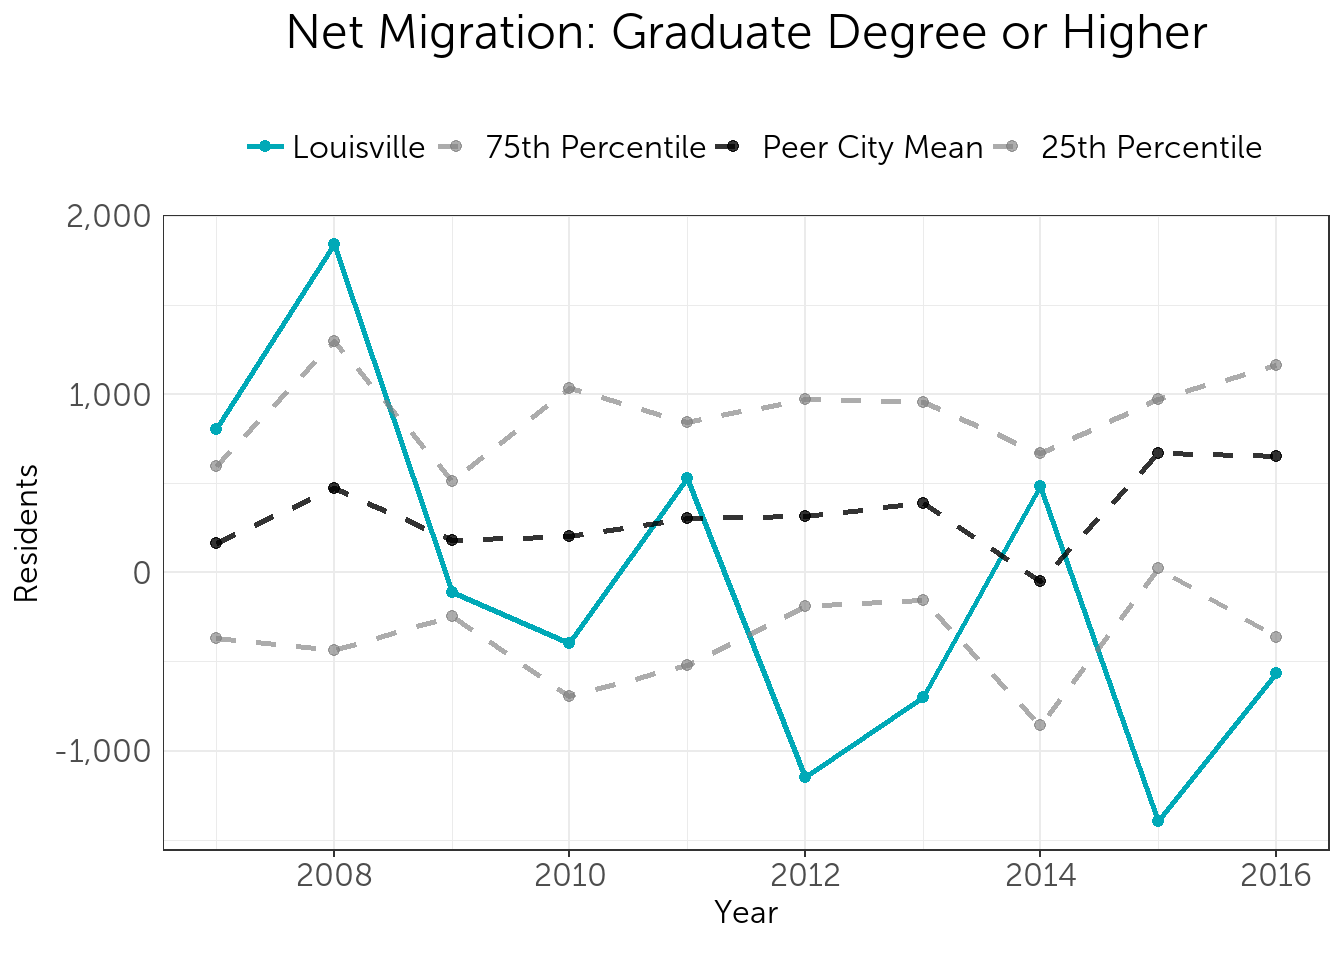 Net Migration: Graduate Degree or Higher
Louisville 75th Percentile Peer City Mean 25th Percentile
2,000
1,000
0
-1,000
Residents
2008 2010 2012 2014 2016
Year